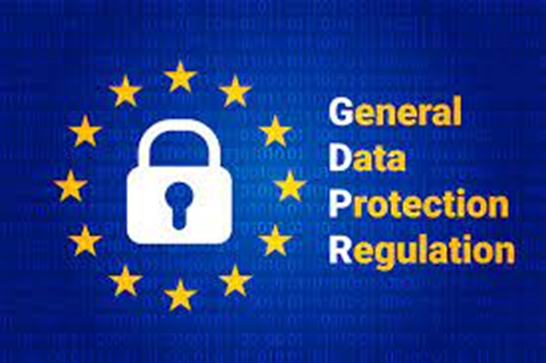 General
Data
Protection
Regulation